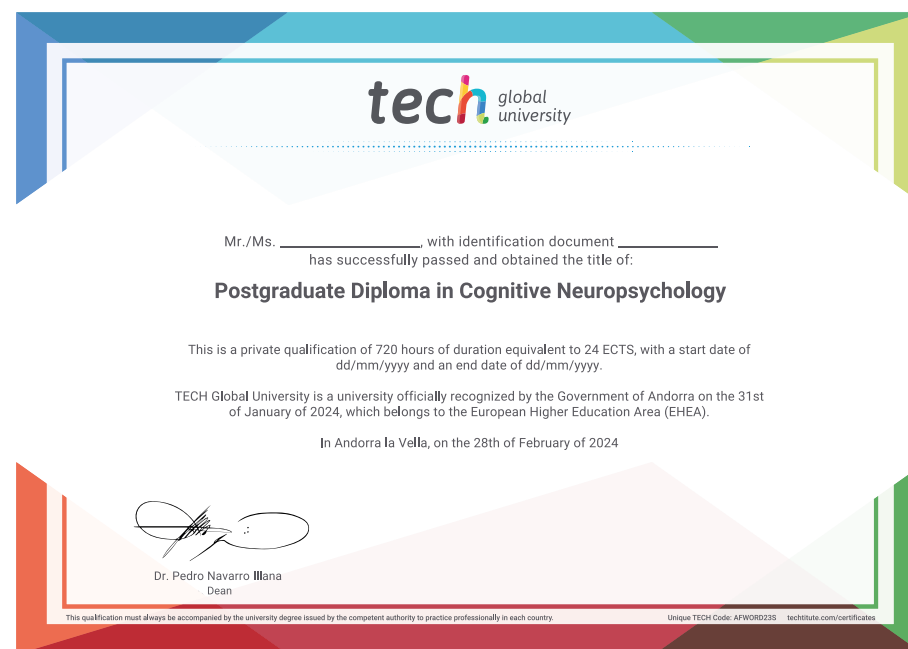 tech global
university
Mr./Ms. ____________________, with identification document ______________
has successfully passed and obtained the title of:
Postgraduate Diploma in Cognitive Neuropsychology
This is a private qualification of 720 hours of duration equivalent to 24 ECTS, with a start date of
dd/mm/yyyy and an end date of dd/mm/yyyy.
TECH Global University is a university officially recognized by the Government of Andorra on the 31st
of January of 2024, which belongs to the European Higher Education Area (EHEA).
In Andorra la Vella, on the 28th of February of 2024
Dr. Pedro Navarro Illana
Dean
This qualification must always be accompanied by the university degree issued by the competent authority to practice professionally in each country.
Unique TECH Code: AFWORD23S techtitute.com/certificates